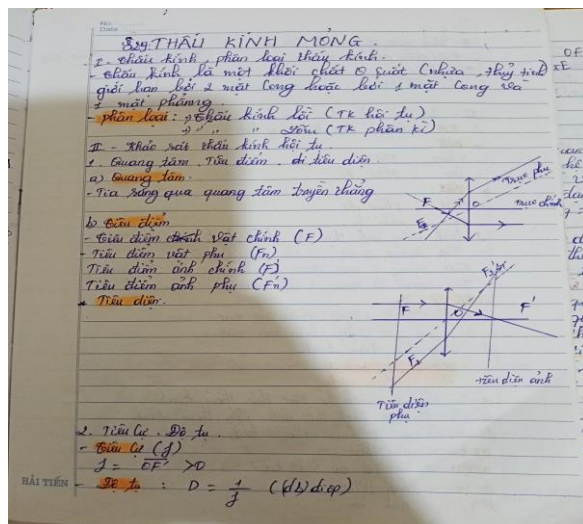 No.
Date
§29: THẤU KÍNH MỎNG.
I - Thấu kính, phân loại thấu kính.
- Thấu kính là một khối chất O suốt (nhựa, thủy tinh)
giới hạn bởi 2 mặt cong hoặc bởi 1 mặt cong và
1 mặt phẳng.
- phân loại: Thấu kính lồi (TK hội tụ)
" " " lõm (TK phân kì)
II - Khảo sát thấu kính hội tụ.
1. Quang tâm. Tiêu điểm. tiêu diện.
a) Quang tâm.
- Tia sáng qua quang tâm truyền thẳng
Trục phụ
F
O
Trục chính
b) Tiêu điểm
- Tiêu điểm vật chính (F)
- Tiêu điểm vật phụ (Fn)
Tiêu điểm ảnh chính (F')
Tiêu điểm ảnh phụ (F'n)
* Tiêu diện.
F
O
F'
F1
tiêu diện ảnh
Tiêu diện
phụ
2. Tiêu cự. Độ tụ.
- Tiêu cự (f)
f = OF' >0
- Độ tụ : D = 1/f (điốp)
HẢI TIẾN